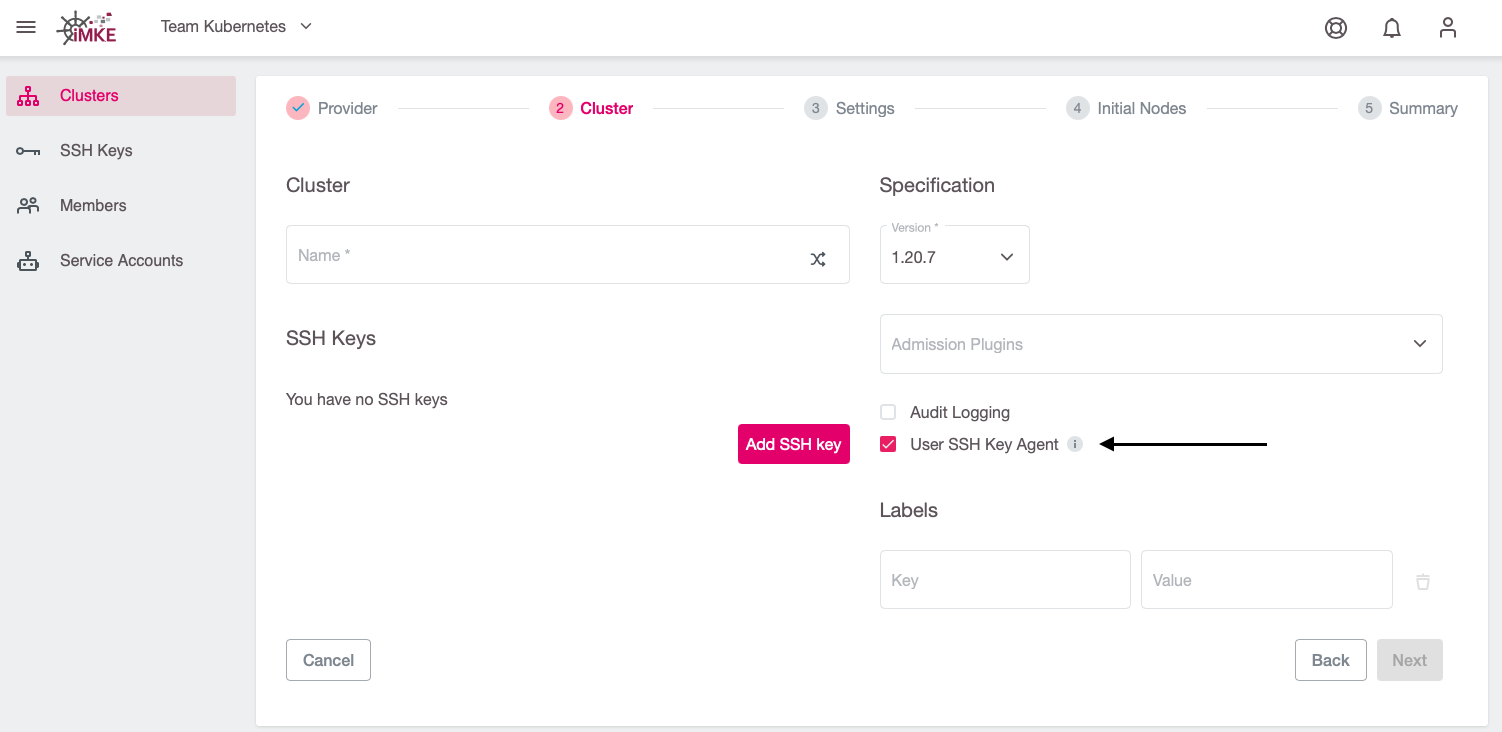 iMKE
Team Kubernetes
Clusters
SSH Keys
Members
Service Accounts
Provider
2 Cluster
3 Settings
4 Initial Nodes
5 Summary
Cluster
Name *
SSH Keys
You have no SSH keys
Add SSH key
Specification
Version *
1.20.7
Admission Plugins
Audit Logging
User SSH Key Agent i
Labels
Key
Value
Cancel
Back
Next